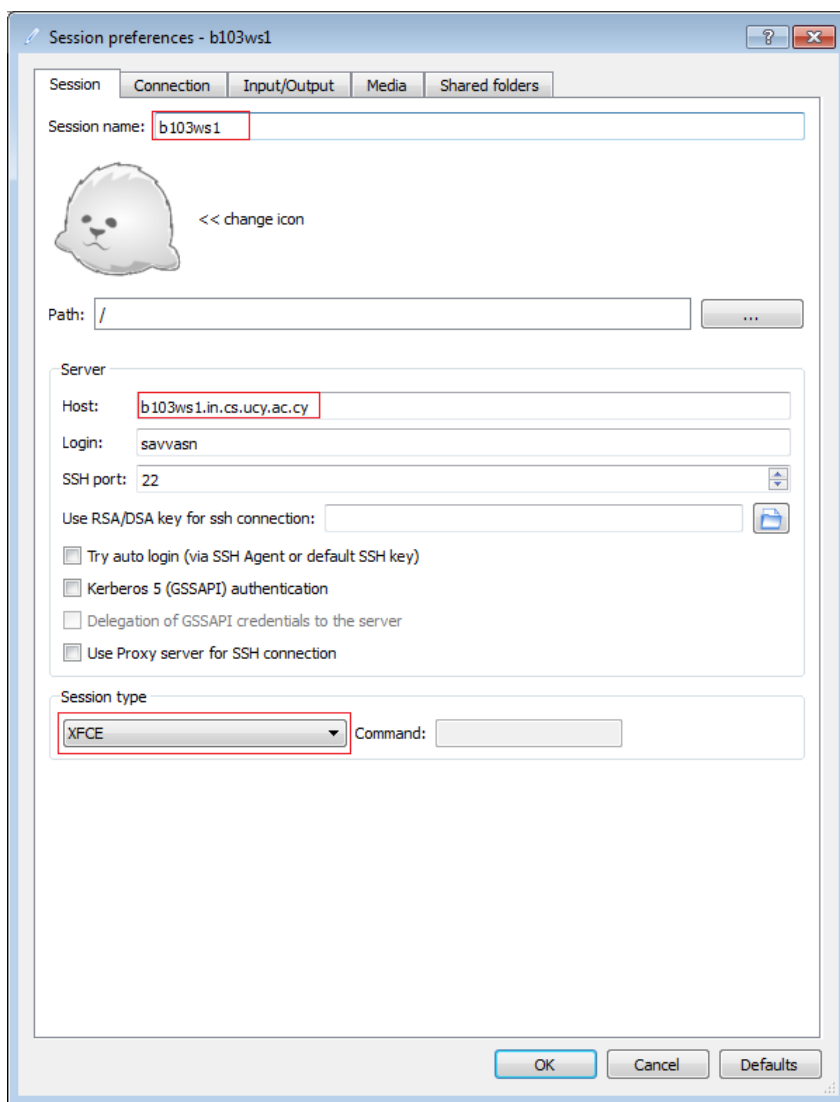 Session preferences - b103ws1
Session Connection Input/Output Media Shared folders
Session name: b103ws1
<< change icon
Path: / ...
Server
Host: b103ws1.in.cs.ucy.ac.cy
Login: savvasn
SSH port: 22
Use RSA/DSA key for ssh connection:
Try auto login (via SSH Agent or default SSH key)
Kerberos 5 (GSSAPI) authentication
Delegation of GSSAPI credentials to the server
Use Proxy server for SSH connection
Session type
XFCE Command:
OK Cancel Defaults